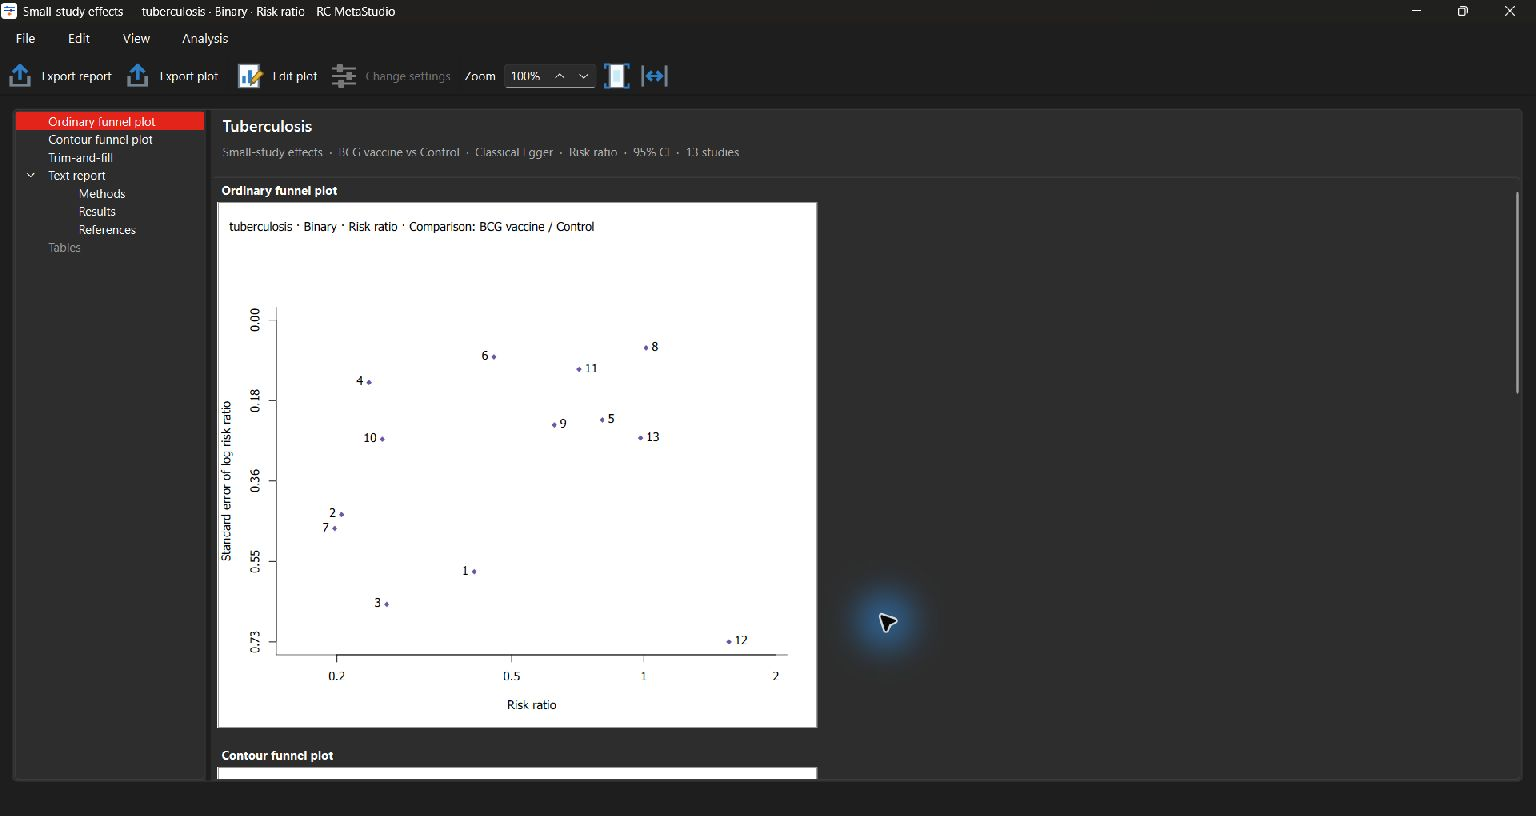 Small-study effects tuberculosis · Binary · Risk ratio RC MetaStudio
File Edit View Analysis
Export report Export plot Edit plot Change settings Zoom 100%
Ordinary funnel plot
Contour funnel plot
Trim-and-fill
Text report
Methods
Results
References
Tables
Tuberculosis
Small-study effects · BCG vaccine vs Control · Classical Egger · Risk ratio · 95% CI · 13 studies
Ordinary funnel plot
tuberculosis · Binary · Risk ratio · Comparison: BCG vaccine / Control
Standard error of log risk ratio
0.00
0.18
0.36
0.55
0.73
8
6
11
4
5
9
13
10
2
7
1
3
12
0.2 0.5 1 2
Risk ratio
Contour funnel plot